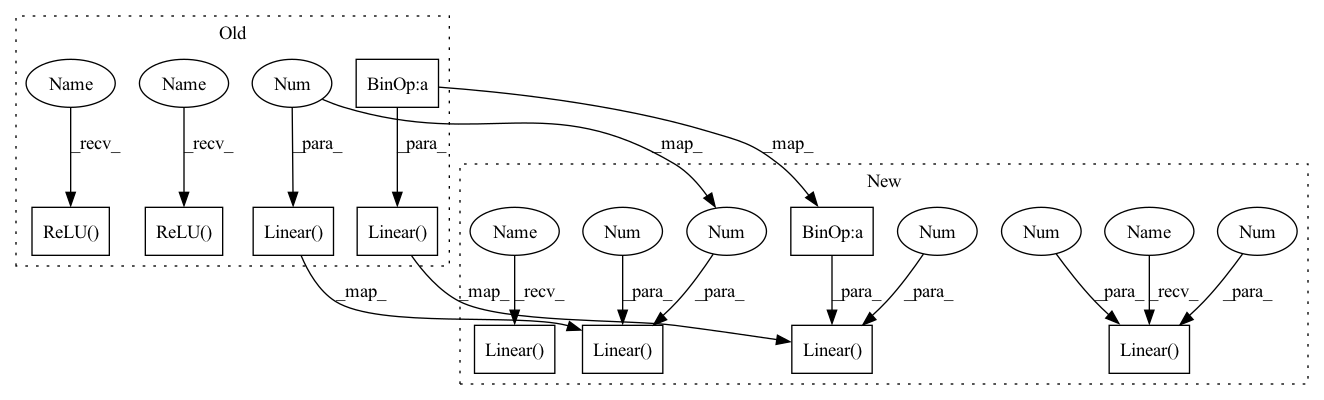 Old
Name
Name
Num
BinOp:a
_recv_
_recv_
_para_
_para_
_map_
_map_
New
ReLU()
ReLU()
Linear()
Linear()
Name
Num
Num
BinOp:a
Num
Num
Name
Num
_map_
_map_
_recv_
_para_
_para_
_para_
_para_
_para_
_recv_
_para_
Linear()
Linear()
Linear()
Linear()